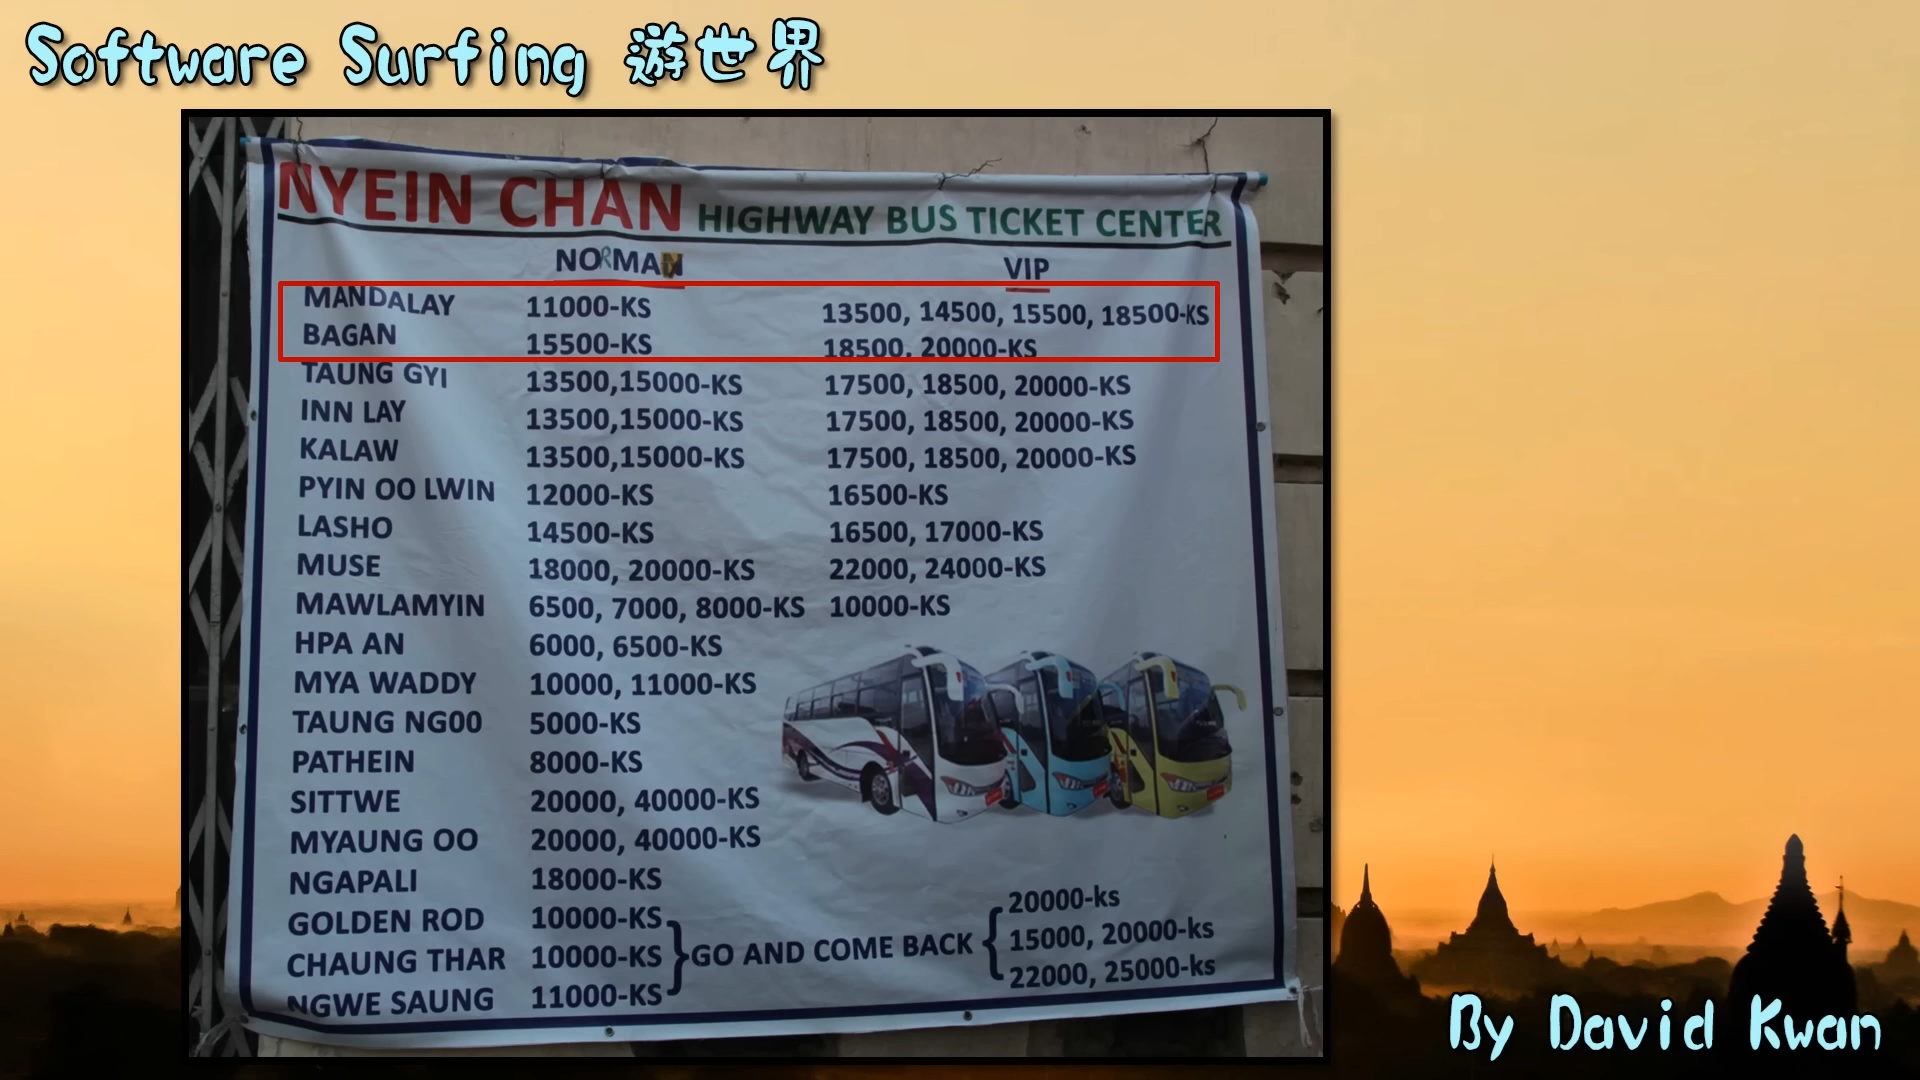 Software Surfing 遊世界
NYEIN CHAN HIGHWAY BUS TICKET CENTER
NORMAN VIP
MANDALAY 11000-KS 13500, 14500, 15500, 18500-KS
BAGAN 15500-KS 18500, 20000-KS
TAUNG GYI 13500,15000-KS 17500, 18500, 20000-KS
INN LAY 13500,15000-KS 17500, 18500, 20000-KS
KALAW 13500,15000-KS 17500, 18500, 20000-KS
PYIN OO LWIN 12000-KS 16500-KS
LASHO 14500-KS 16500, 17000-KS
MUSE 18000, 20000-KS 22000, 24000-KS
MAWLAMYIN 6500, 7000, 8000-KS 10000-KS
HPA AN 6000, 6500-KS
MYA WADDY 10000, 11000-KS
TAUNG NG00 5000-KS
PATHEIN 8000-KS
SITTWE 20000, 40000-KS
MYAUNG OO 20000, 40000-KS
NGAPALI 18000-KS
GOLDEN ROD 10000-KS 20000-ks
CHAUNG THAR 10000-KS GO AND COME BACK 15000, 20000-ks
NGWE SAUNG 11000-KS 22000, 25000-ks
By David Kwan